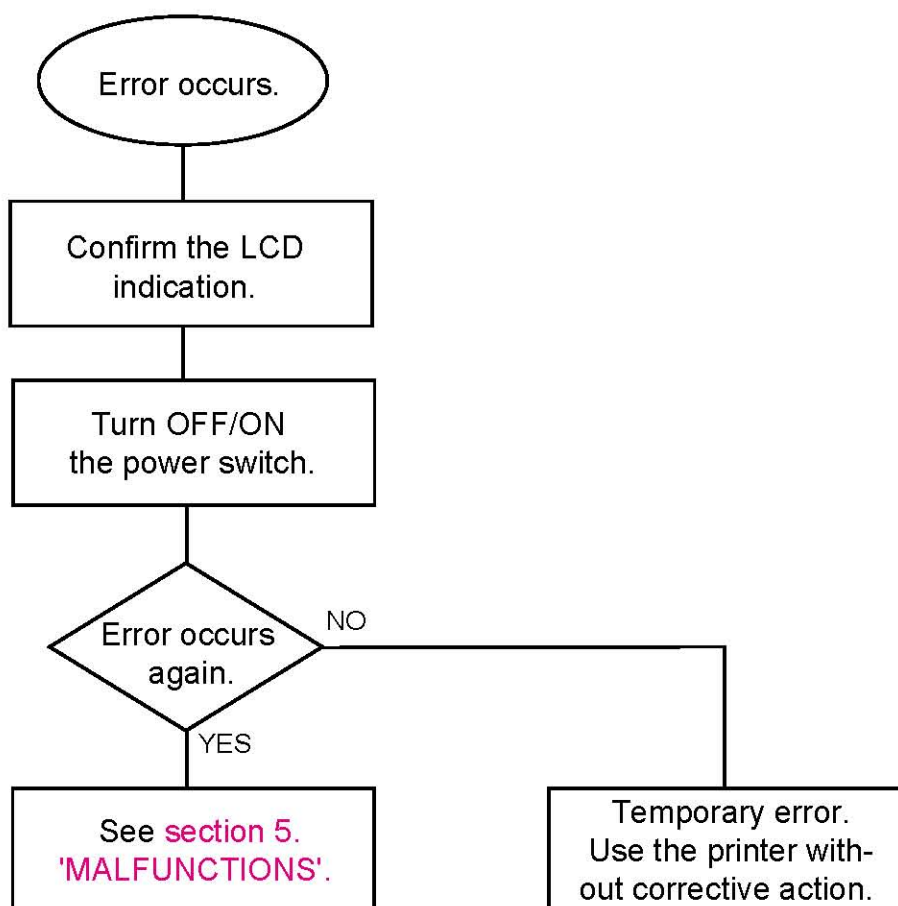 Error occurs.
Confirm the LCD
indication.
Turn OFF/ON
the power switch.
Error occurs
again.
NO
YES
See section 5.
'MALFUNCTIONS'.
Temporary error.
Use the printer with-
out corrective action.